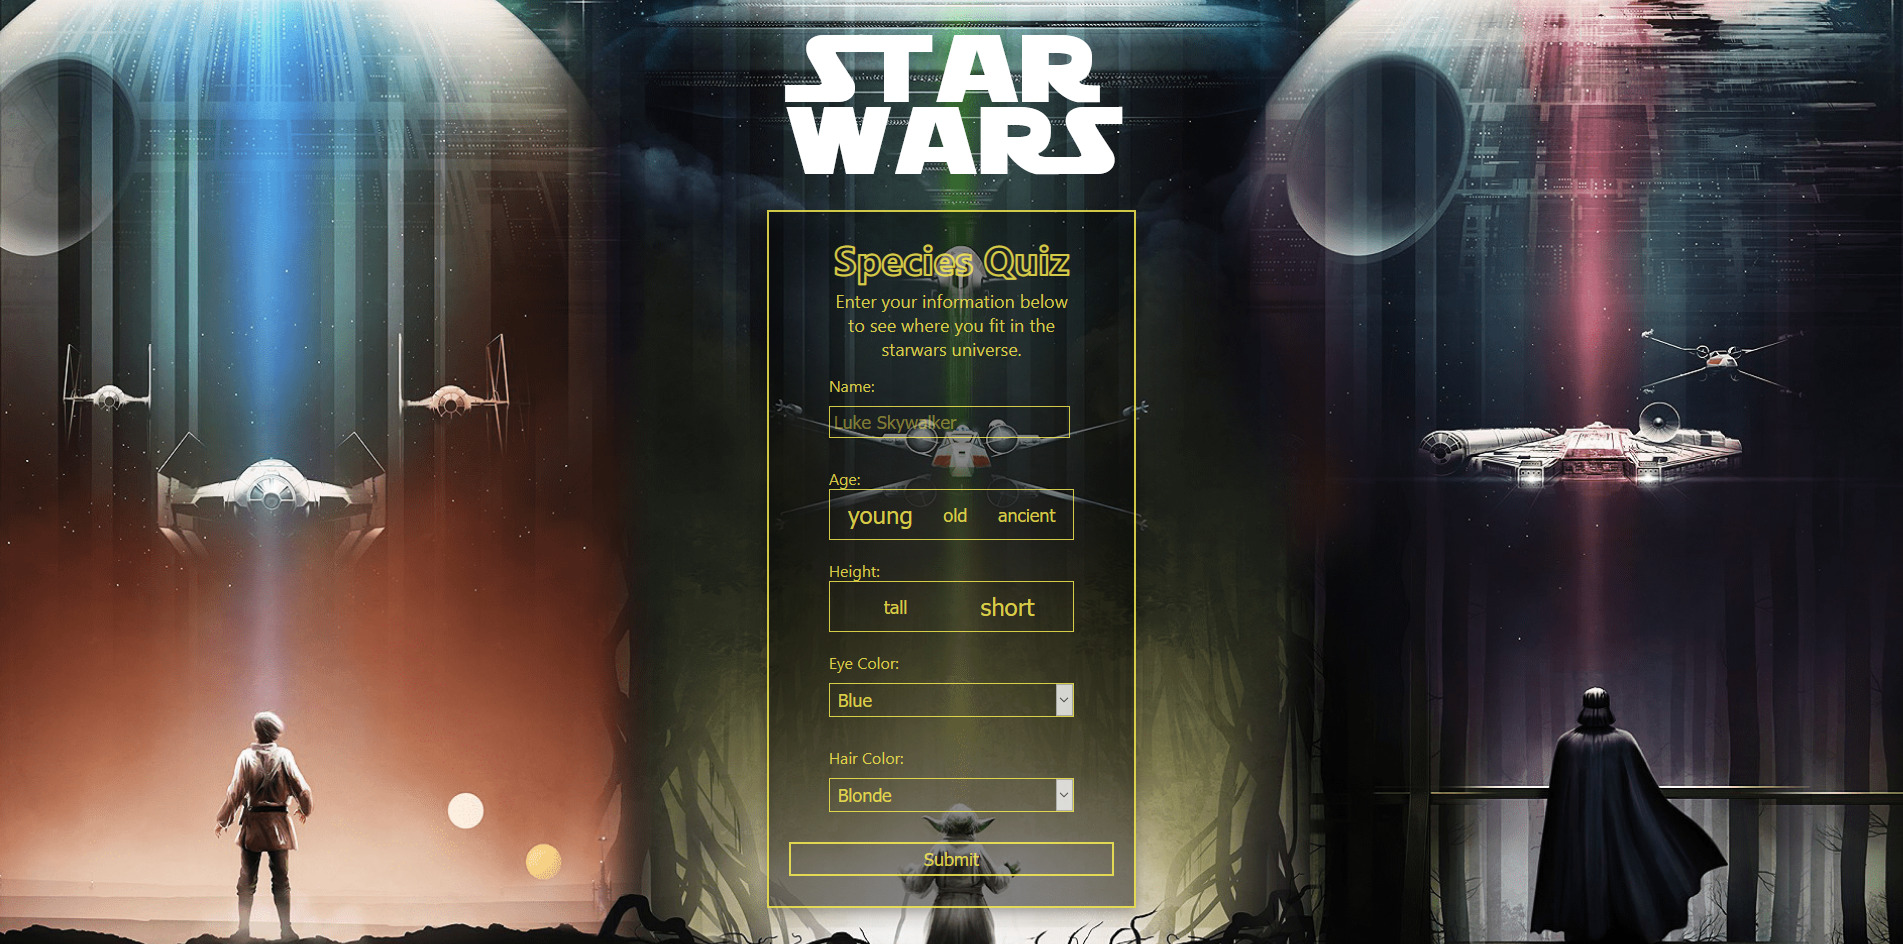 STAR
WARS
Species Quiz
Enter your information below
to see where you fit in the
starwars universe.
Name:
Luke Skywalker
Age:
young old ancient
Height:
tall short
Eye Color:
Blue
Hair Color:
Blonde
Submit